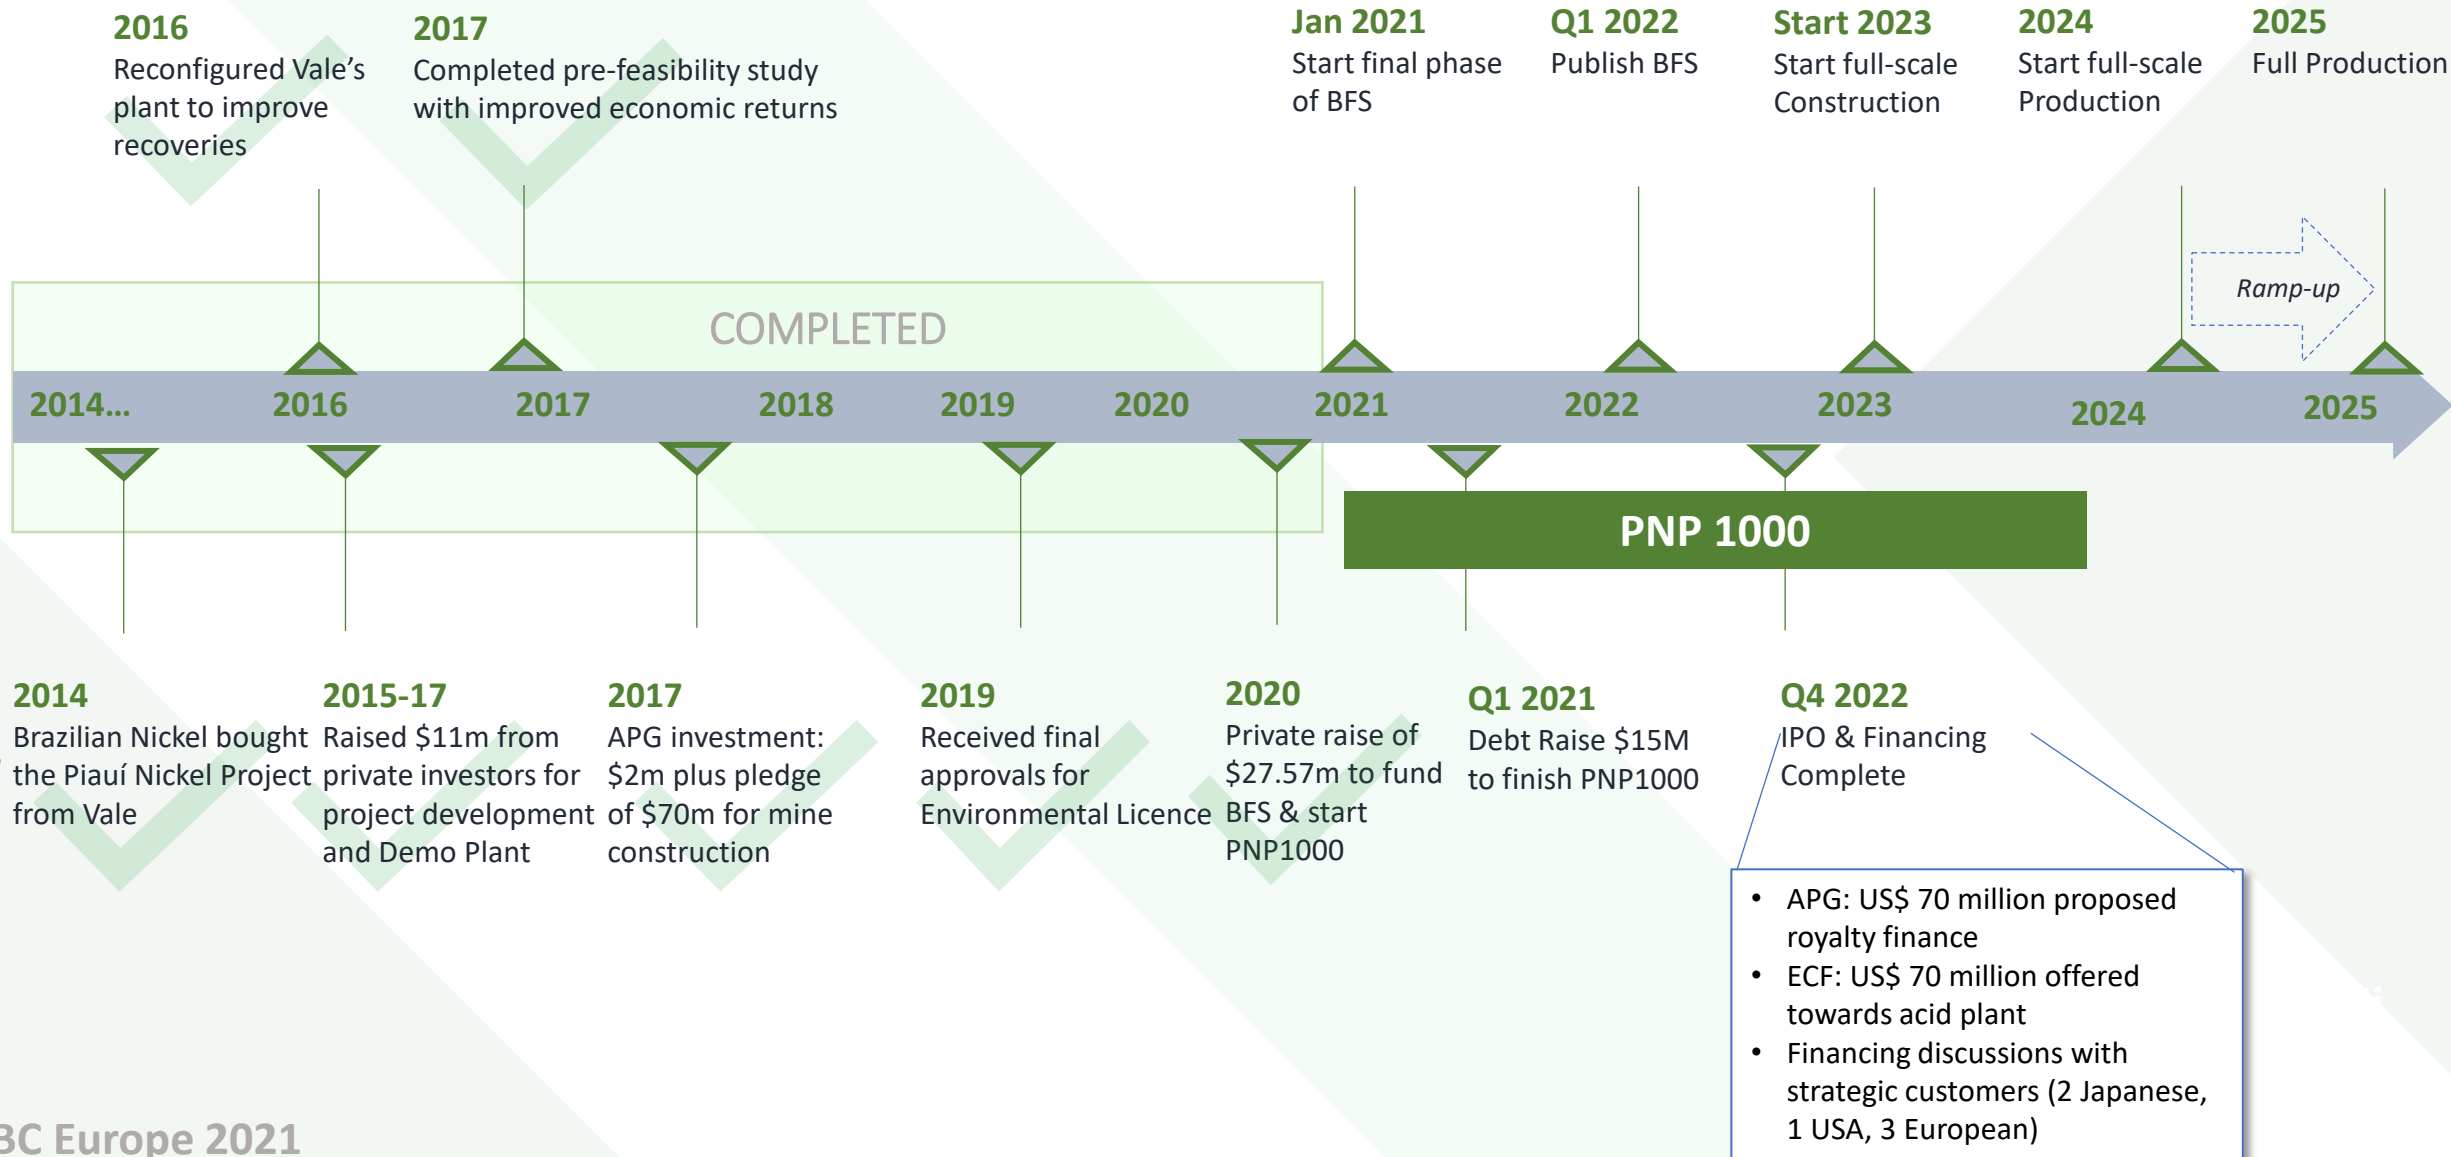 2016
Reconfigured Vale's
plant to improve
recoveries
2017
Completed pre-feasibility study
with improved economic returns
Jan 2021
Start final phase
of BFS
Q1 2022
Publish BFS
Start 2023
Start full-scale
Construction
2024
Start full-scale
Production
2025
Full Production
Ramp-up
COMPLETED
2014...
2016
2017
2018
2019
2020
2021
2022
2023
2024
2025
PNP 1000
2014
Brazilian Nickel bought
the Piauí Nickel Project
from Vale
2015-17
Raised $11m from
private investors for
project development
and Demo Plant
2017
APG investment:
$2m plus pledge
of $70m for mine
construction
2019
Received final
approvals for
Environmental Licence
2020
Private raise of
$27.57m to fund
BFS & start
PNP1000
Q1 2021
Debt Raise $15M
to finish PNP1000
Q4 2022
IPO & Financing
Complete
• APG: US$ 70 million proposed
royalty finance
• ECF: US$ 70 million offered
towards acid plant
• Financing discussions with
strategic customers (2 Japanese,
1 USA, 3 European)
BC Europe 2021